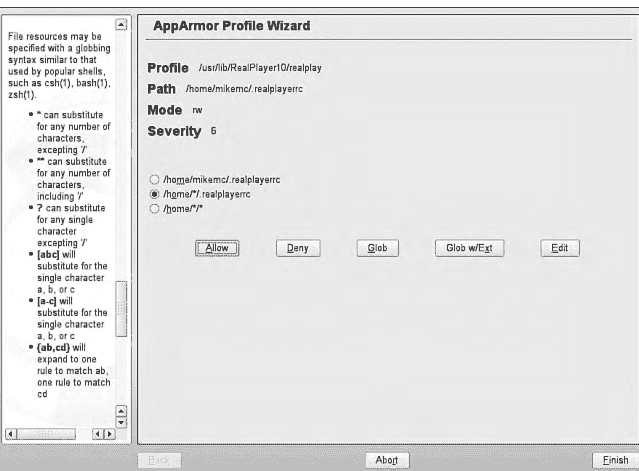 File resources may be
specified with a globbing
syntax similar to that
used by popular shells,
such as csh(1), bash(1),
zsh(1).
• * can substitute
for any number of
characters,
excepting '/'
• ** can substitute
for any number of
characters,
including '/'
• ? can substitute
for any single
character
excepting '/'
• [abc] will
substitute for the
single character
a, b, or c
• [a-c] will
substitute for the
single character
a, b, or c
• {ab,cd} will
expand to one
rule to match ab,
one rule to match
cd
AppArmor Profile Wizard
Profile /usr/lib/RealPlayer10/realplay
Path /home/mikemc/.realplayerrc
Mode rw
Severity 6
/home/mikemc/.realplayerrc
/home/*/.realplayerrc
/home/*/*
Allow Deny Glob Glob w/Ext Edit
Back Abort Finish